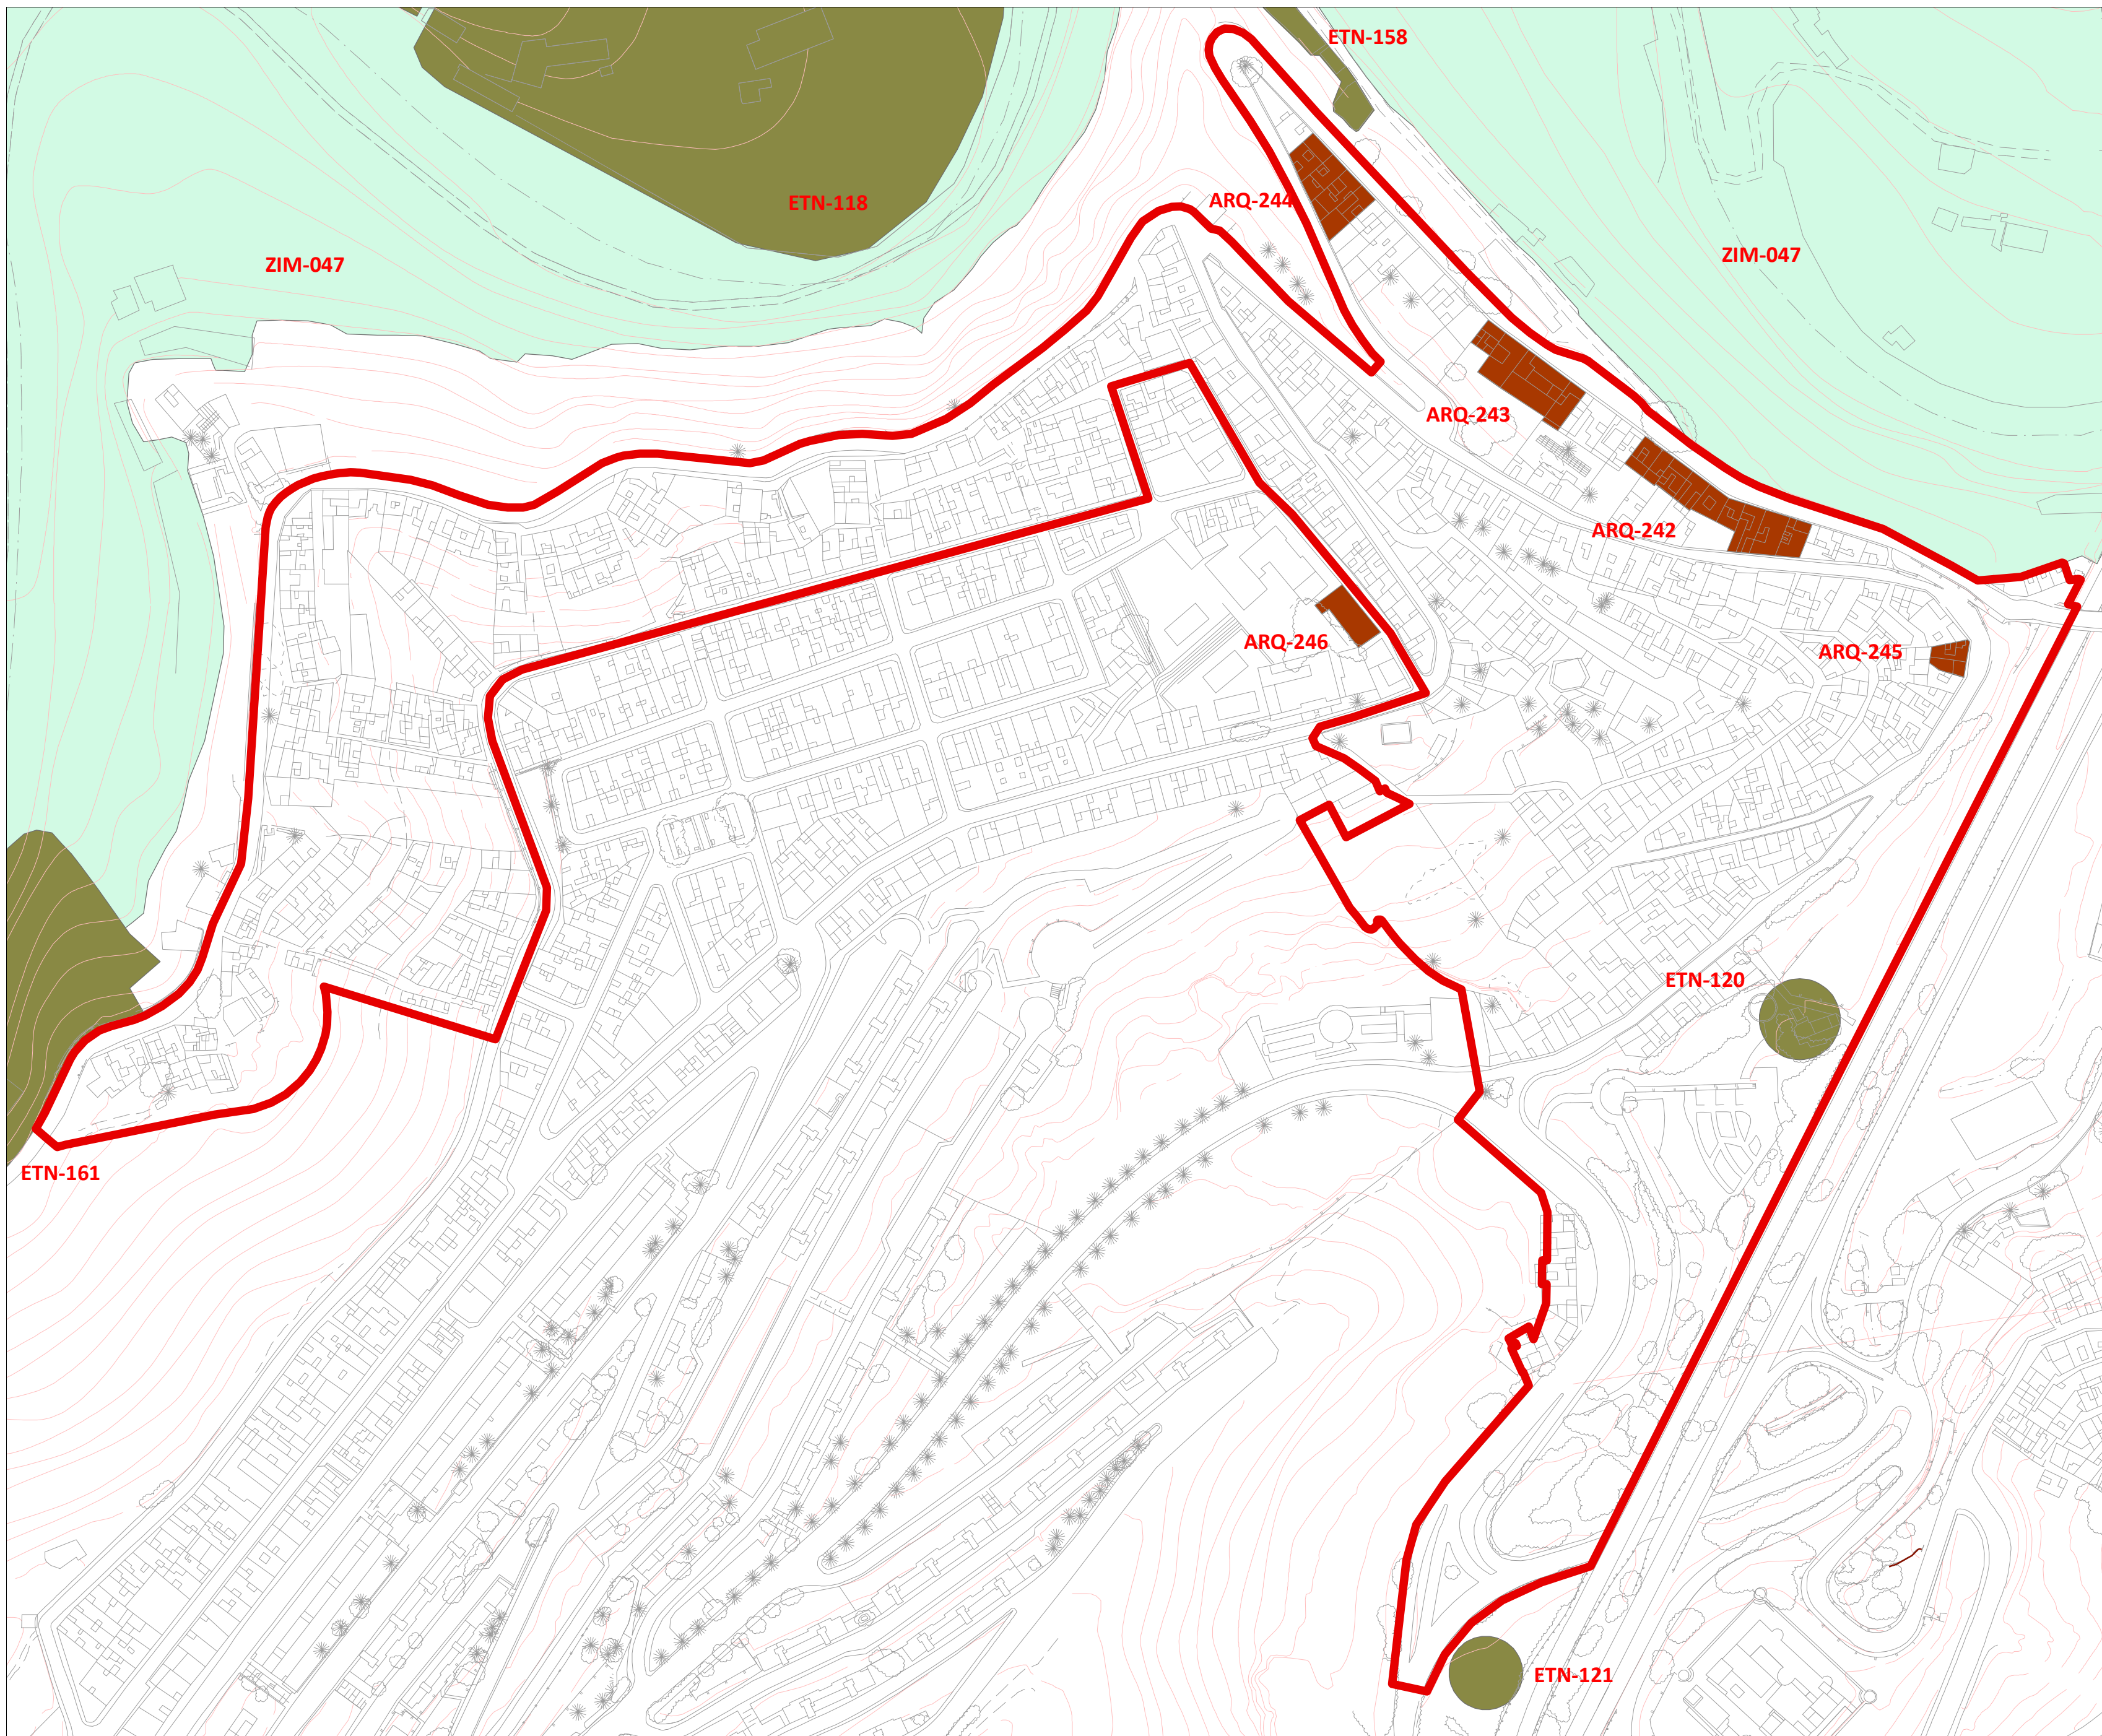 ETN-158
ETN-118
ARQ-244
ZIM-047
ZIM-047
ARQ-243
ARQ-242
ARQ-246
ARQ-245
ETN-120
ETN-161
ETN-121